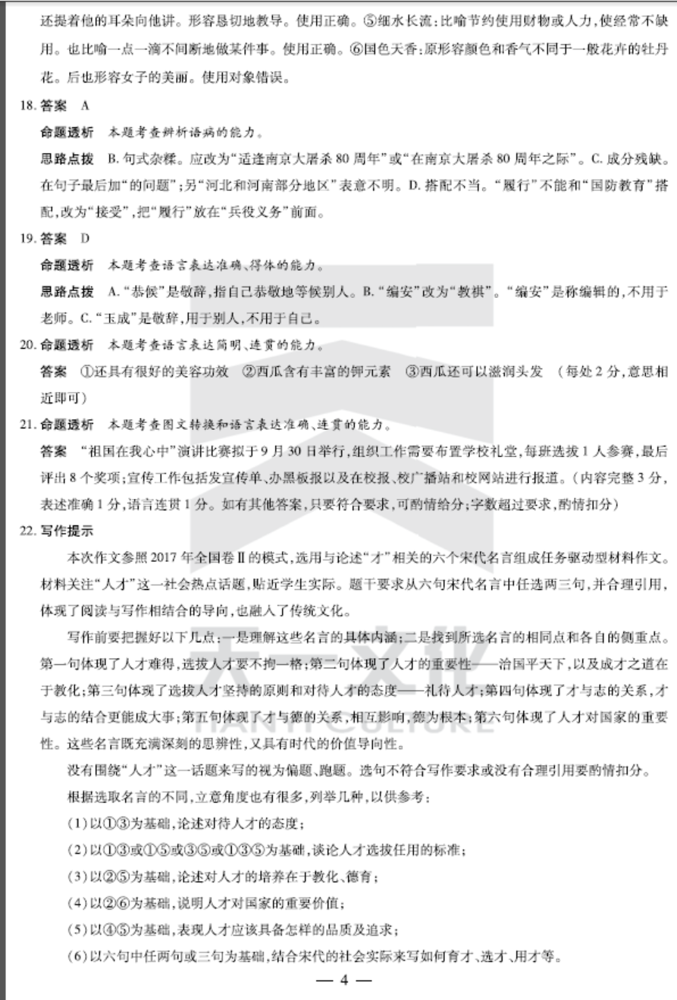 还提着他的耳朵向他讲。形容恳切地教导。使用正确。⑤细水长流:比喻节约使用财物或人力,使经常不缺
用。也比喻一点一滴不间断地做某件事。使用正确。⑥国色天香:原形容颜色和香气不同于一般花卉的牡丹
花。后也形容女子的美丽。使用对象错误。
18. 答案 A
命题透析 本题考查辨析语病的能力。
思路点拨 B. 句式杂糅。应改为“适逢南京大屠杀 80 周年”或“在南京大屠杀 80 周年之际”。C. 成分残缺。
在句子最后加“的问题”;另“河北和河南部分地区”表意不明。D. 搭配不当。“履行”不能和“国防教育”搭
配,改为“接受”,把“履行”放在“兵役义务”前面。
19. 答案 D
命题透析 本题考查语言表达准确、得体的能力。
思路点拨 A. “恭候”是敬辞,指自己恭敬地等候别人。B. “编安”改为“教祺”。“编安”是称编辑的,不用于
老师。C. “玉成”是敬辞,用于别人,不用于自己。
20. 命题透析 本题考查语言表达简明、连贯的能力。
答案 ①还具有很好的美容功效 ②西瓜含有丰富的钾元素 ③西瓜还可以滋润头发 (每处 2 分,意思相
近即可)
21. 命题透析 本题考查图文转换和语言表达准确、连贯的能力。
答案 “祖国在我心中”演讲比赛拟于 9 月 30 日举行,组织工作需要布置学校礼堂,每班选拔 1 人参赛,最后
评出 8 个奖项;宣传工作包括发宣传单、办黑板报以及在校报、校广播站和校网站进行报道。(内容完整 3 分,
表述准确 1 分,语言连贯 1 分。如有其他答案,只要符合要求,可酌情给分;字数超过要求,酌情扣分)
22. 写作提示
本次作文参照 2017 年全国卷Ⅱ的模式,选用与论述“才”相关的六个宋代名言组成任务驱动型材料作文。
材料关注“人才”这一社会热点话题,贴近学生实际。题干要求从六句宋代名言中任选两三句,并合理引用,
体现了阅读与写作相结合的导向,也融入了传统文化。
写作前要把握好以下几点:一是理解这些名言的具体内涵;二是找到所选名言的相同点和各自的侧重点。
第一句体现了人才难得,选拔人才要不拘一格;第二句体现了人才的重要性——治国平天下,以及成才之道在
于教化;第三句体现了选拔人才坚持的原则和对待人才的态度——礼待人才;第四句体现了才与志的关系,才
与志的结合更能成大事;第五句体现了才与德的关系,相互影响,德为根本;第六句体现了人才对国家的重要
性。这些名言既充满深刻的思辨性,又具有时代的价值导向性。
没有围绕“人才”这一话题来写的视为偏题、跑题。选句不符合写作要求或没有合理引用要酌情扣分。
根据选取名言的不同,立意角度也有很多,列举几种,以供参考:
(1)以①③为基础,论述对待人才的态度;
(2)以①③或①⑤或③⑤或①③⑤为基础,谈论人才选拔任用的标准;
(3)以②⑤为基础,论述对人才的培养在于教化、德育;
(4)以②⑥为基础,说明人才对国家的重要价值;
(5)以④⑤为基础,表现人才应该具备怎样的品质及追求;
(6)以六句中任两句或三句为基础,结合宋代的社会实际来写如何育才、选才、用才等。
— 4 —
天一文化
TIANYI CULTURE